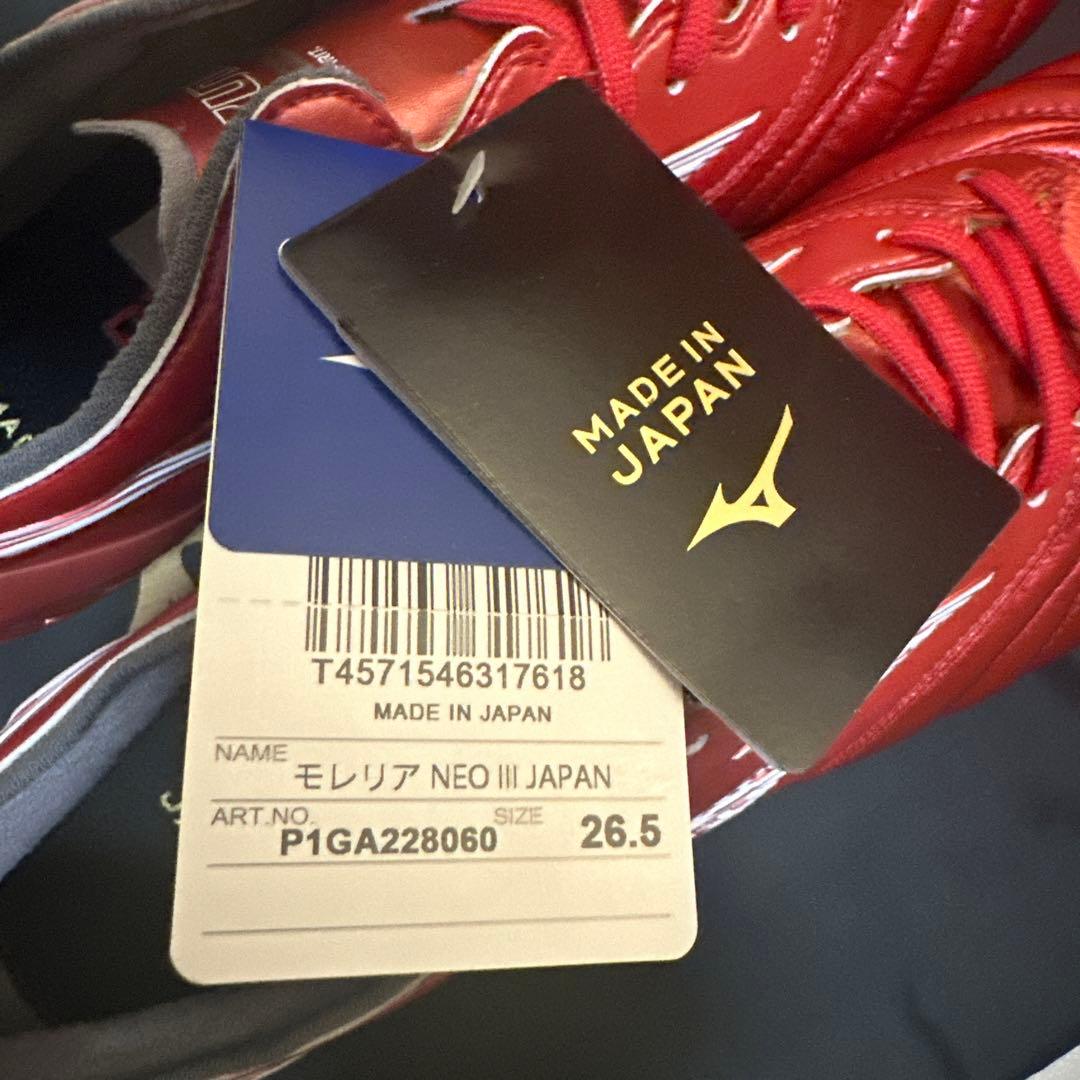 MADE IN
JAPAN
T4571546317618
MADE IN JAPAN
NAME
モレリア NEO III JAPAN
ART.NO.
P1GA228060
SIZE
26.5